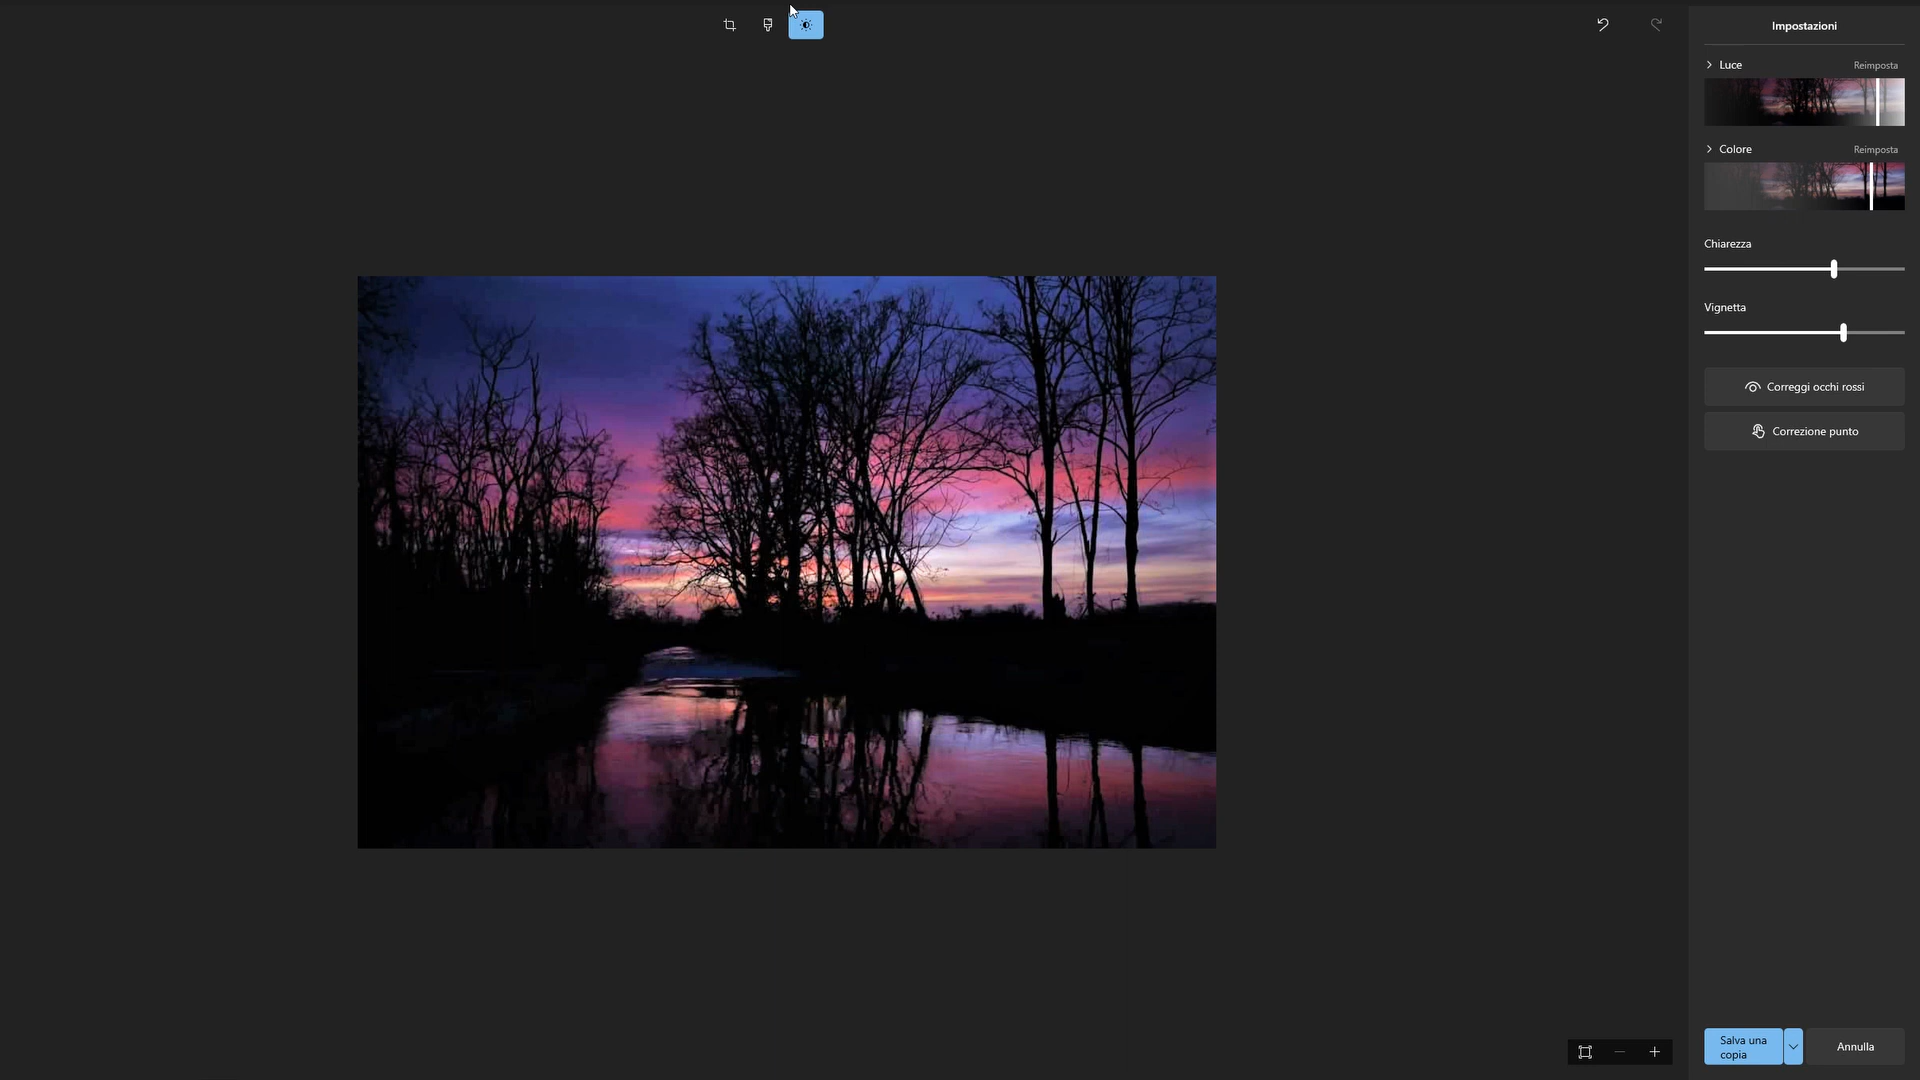 Impostazioni
Luce Reimposta
Colore Reimposta
Chiarezza
Vignetta
Correggi occhi rossi
Correzione punto
Salva una
copia
Annulla